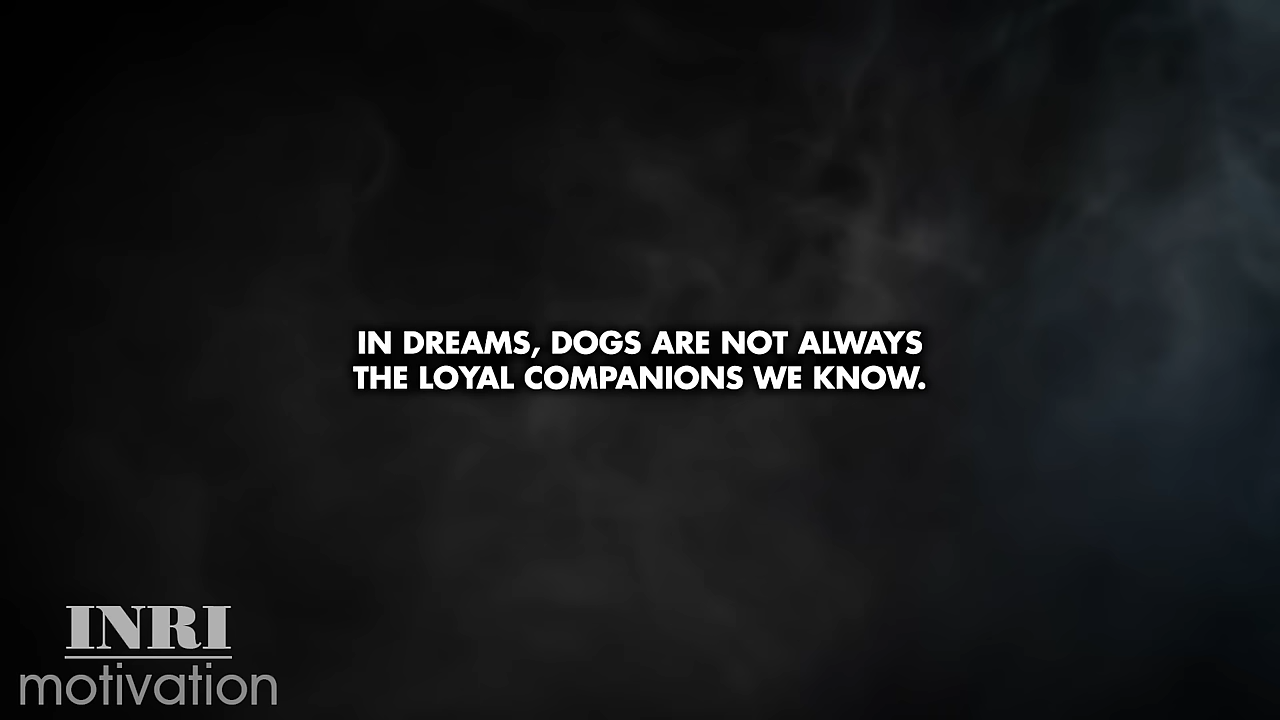 IN DREAMS, DOGS ARE NOT ALWAYS
THE LOYAL COMPANIONS WE KNOW.
INRI
motivation